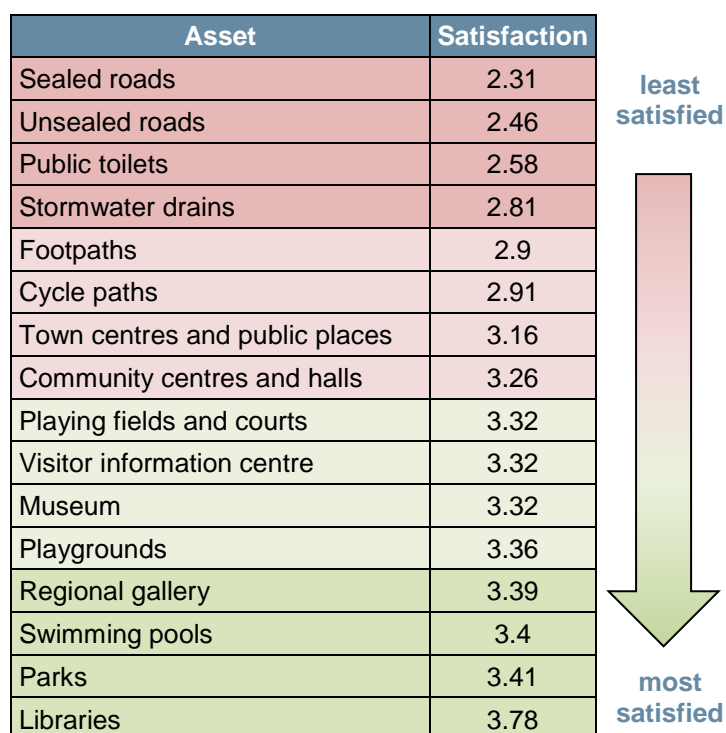 Asset Satisfaction
Sealed roads 2.31
Unsealed roads 2.46
Public toilets 2.58
Stormwater drains 2.81
Footpaths 2.9
Cycle paths 2.91
Town centres and public places 3.16
Community centres and halls 3.26
Playing fields and courts 3.32
Visitor information centre 3.32
Museum 3.32
Playgrounds 3.36
Regional gallery 3.39
Swimming pools 3.4
Parks 3.41
Libraries 3.78
least
satisfied
most
satisfied